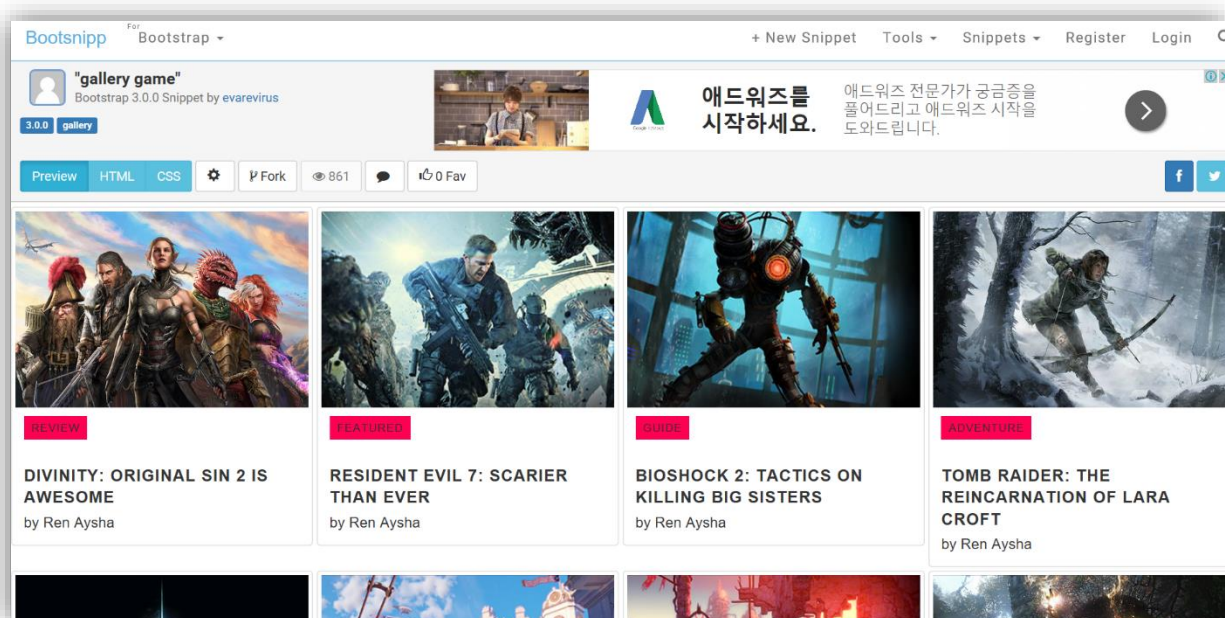 Bootsnipp For Bootstrap
+ New Snippet Tools Snippets Register Login
"gallery game"
Bootstrap 3.0.0 Snippet by evarevirus
3.0.0 gallery
애드워즈를
시작하세요.
애드워즈 전문가가 궁금증을
풀어드리고 애드워즈 시작을
도와드립니다.
Preview HTML CSS Fork 861 0 Fav
REVIEW
DIVINITY: ORIGINAL SIN 2 IS
AWESOME
by Ren Aysha
FEATURED
RESIDENT EVIL 7: SCARIER
THAN EVER
by Ren Aysha
GUIDE
BIOSHOCK 2: TACTICS ON
KILLING BIG SISTERS
by Ren Aysha
ADVENTURE
TOMB RAIDER: THE
REINCARNATION OF LARA
CROFT
by Ren Aysha